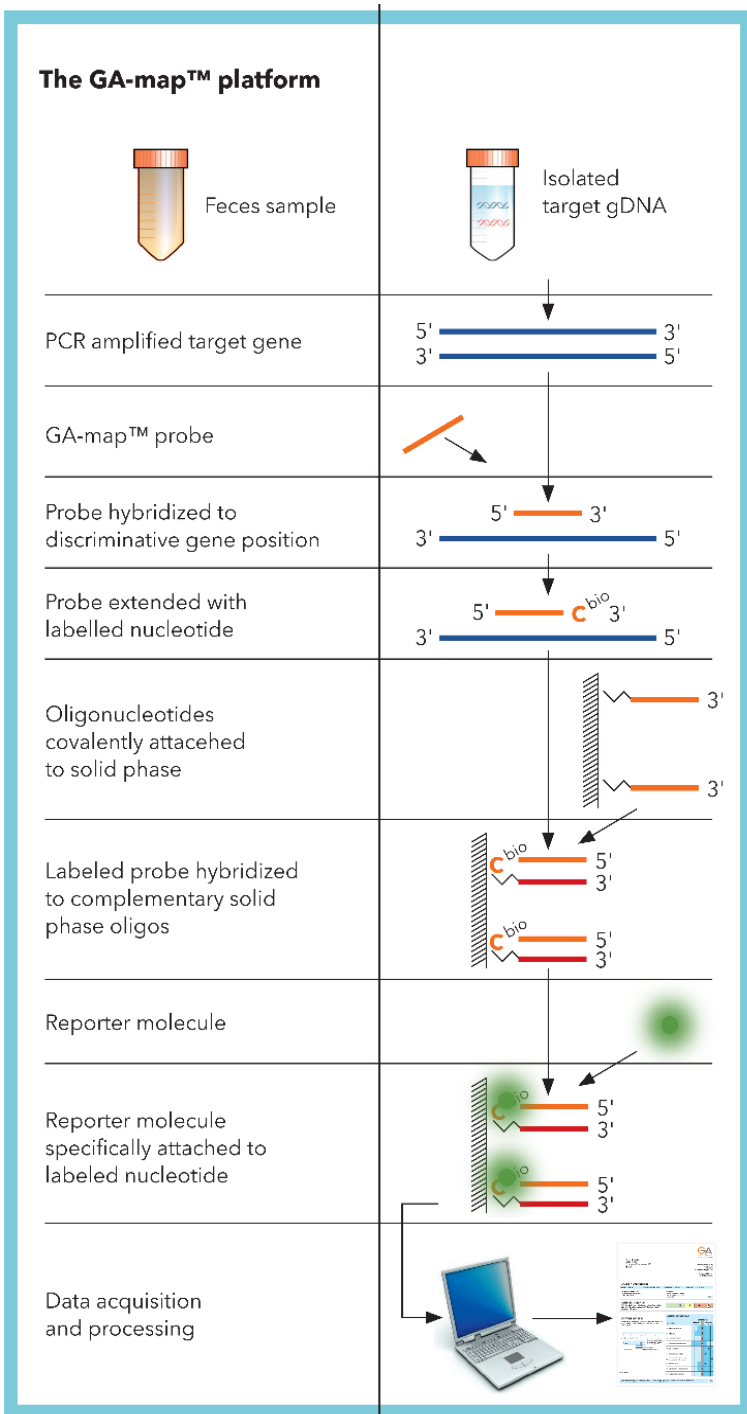 The GA-map™ platform
Feces sample
Isolated
target gDNA
PCR amplified target gene
5' 3'
3' 5'
GA-map™ probe
Probe hybridized to
discriminative gene position
5' 3'
3' 5'
Probe extended with
labelled nucleotide
5' C bio 3'
3' 5'
Oligonucleotides
covalently attacehed
to solid phase
3'
3'
Labeled probe hybridized
to complementary solid
phase oligos
C bio 5'
3'
C bio 5'
3'
Reporter molecule
Reporter molecule
specifically attached to
labeled nucleotide
C bio 5'
3'
C bio 5'
3'
Data acquisition
and processing
GA